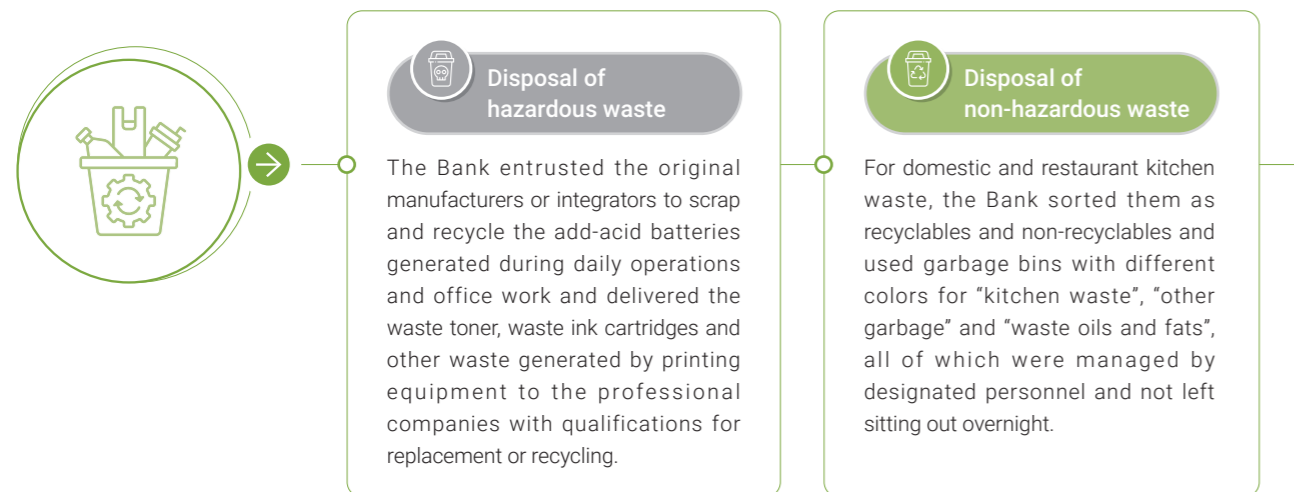 Disposal of
hazardous waste
The Bank entrusted the original
manufacturers or integrators to scrap
and recycle the add-acid batteries
generated during daily operations
and office work and delivered the
waste toner, waste ink cartridges and
other waste generated by printing
equipment to the professional
companies with qualifications for
replacement or recycling.
Disposal of
non-hazardous waste
For domestic and restaurant kitchen
waste, the Bank sorted them as
recyclables and non-recyclables and
used garbage bins with different
colors for “kitchen waste”, “other
garbage” and “waste oils and fats”,
all of which were managed by
designated personnel and not left
sitting out overnight.